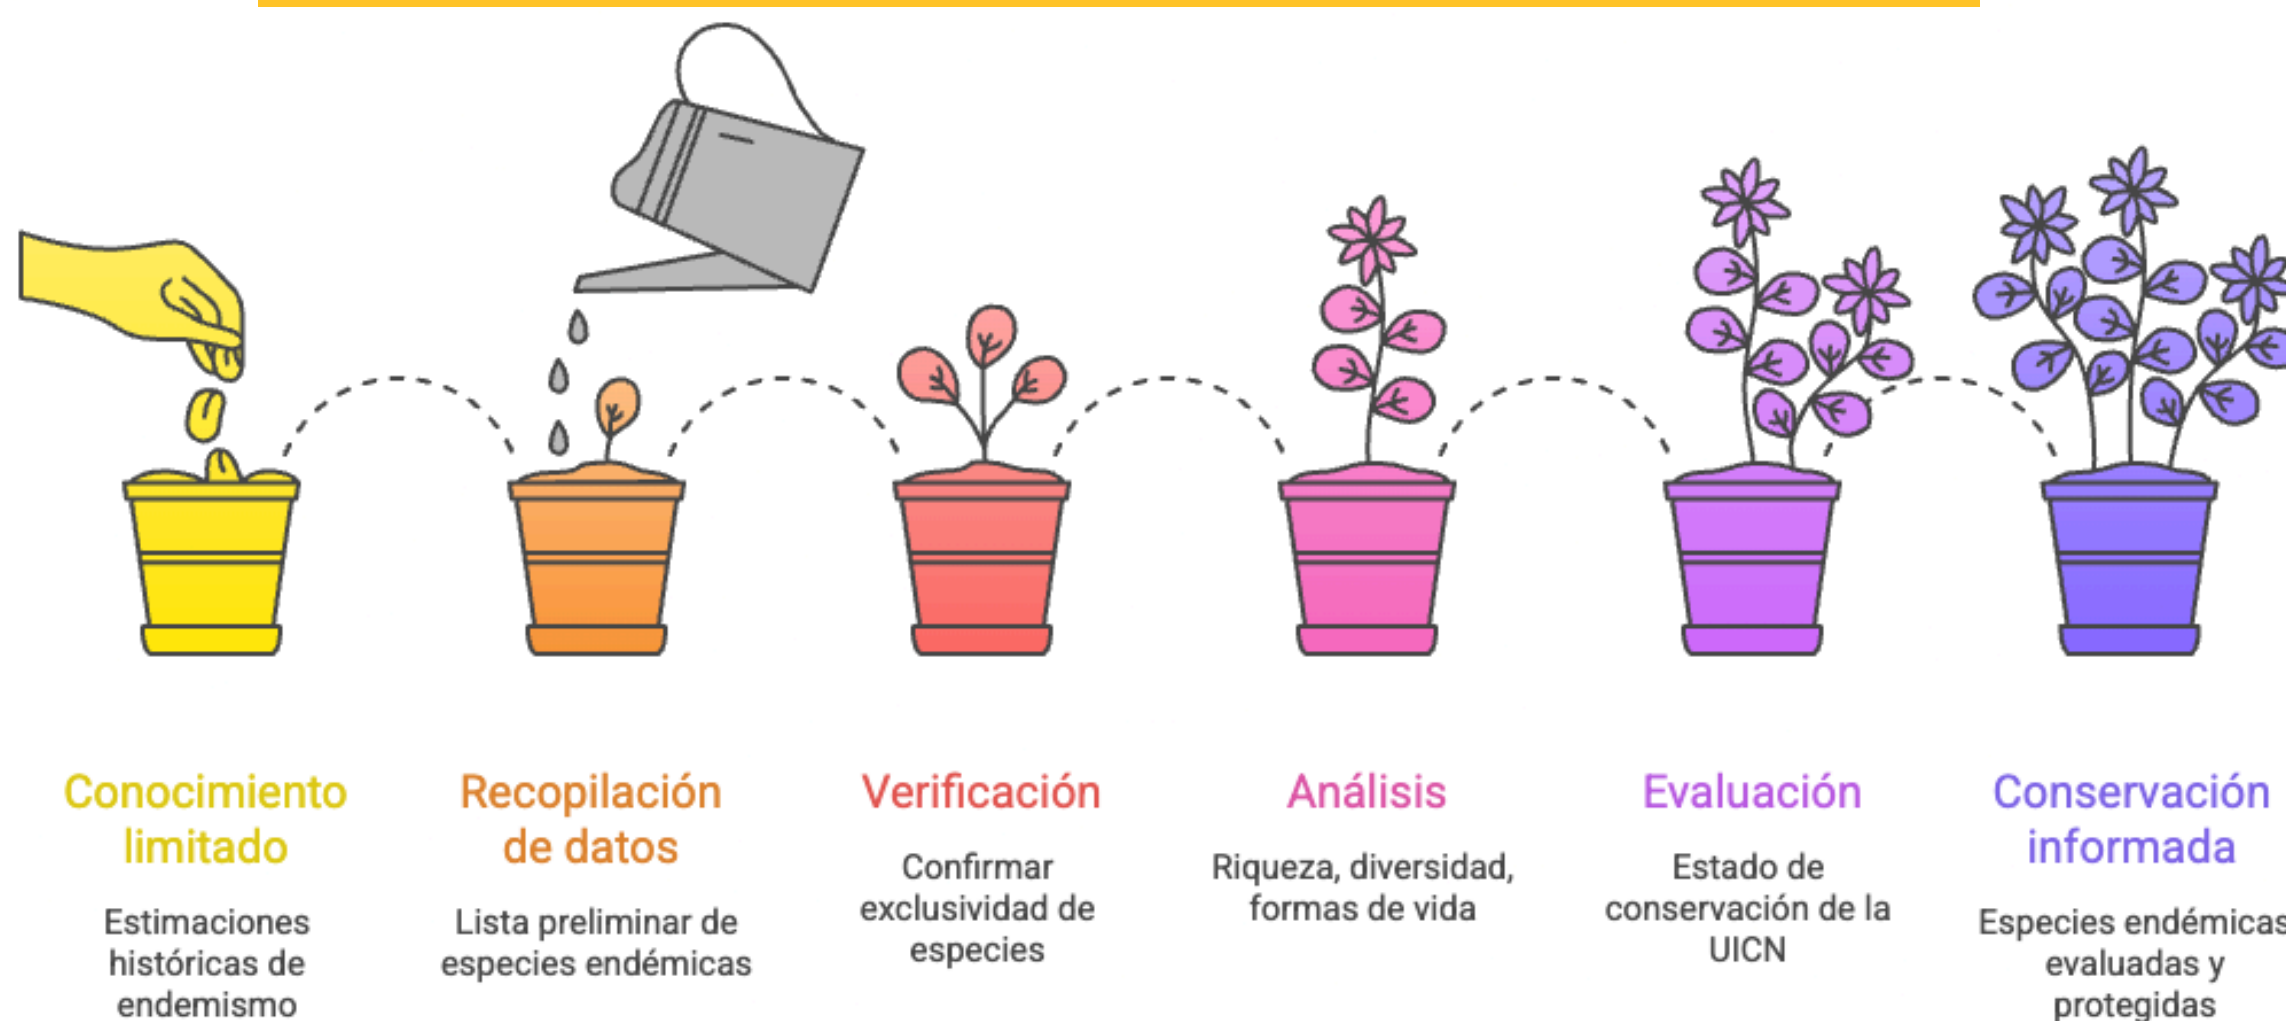 Conocimiento
limitado
Estimaciones
históricas de
endemismo
Recopilación
de datos
Lista preliminar de
especies endémicas
Verificación
Confirmar
exclusividad de
especies
Análisis
Riqueza, diversidad,
formas de vida
Evaluación
Estado de
conservación de la
UICN
Conservación
informada
Especies endémicas
evaluadas y
protegidas